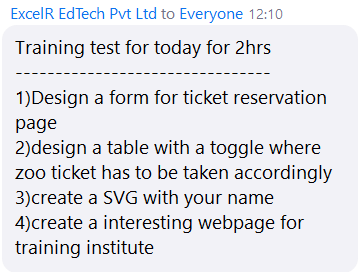 ExcelR EdTech Pvt Ltd to Everyone 12:10
Training test for today for 2hrs
--------------------------------
1)Design a form for ticket reservation
page
2)design a table with a toggle where
zoo ticket has to be taken accordingly
3)create a SVG with your name
4)create a interesting webpage for
training institute